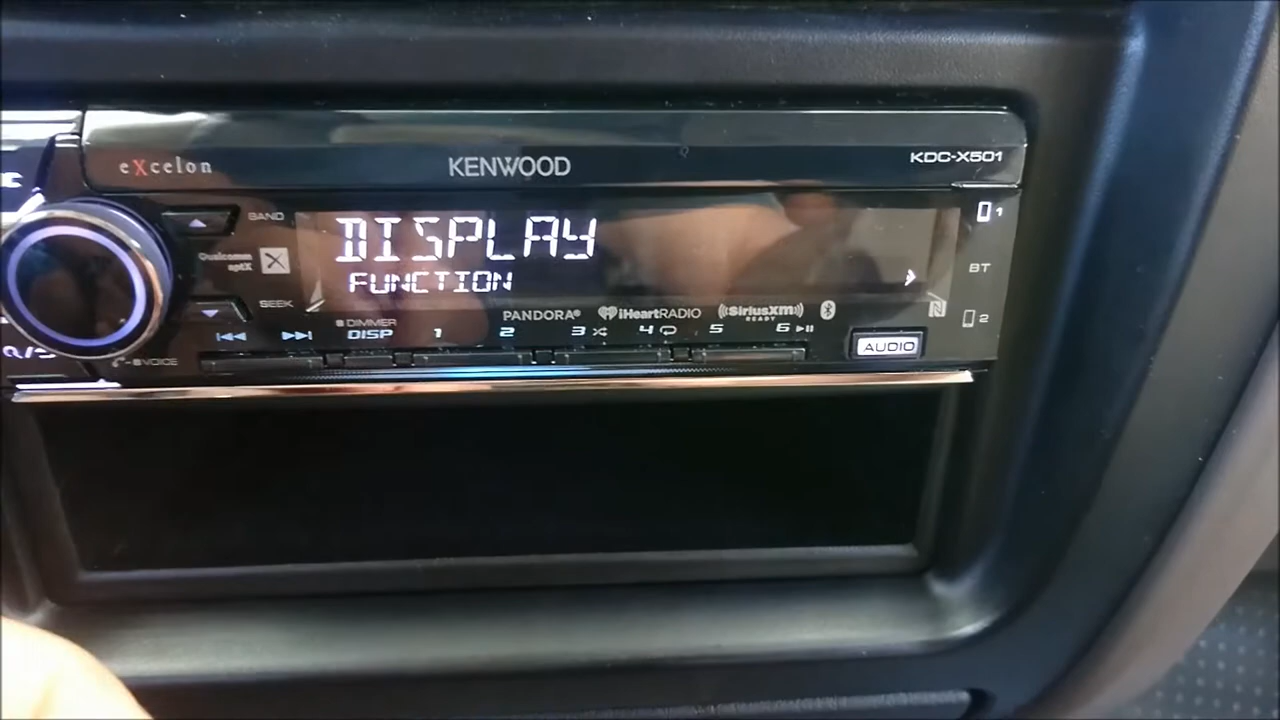 eXcelon
KENWOOD
KDC-X501
BAND
DISPLAY
1
Qualcomm
aptX
FUNCTION
BT
SEEK
PANDORA®
iHeartRADIO
((SiriusXM))
READY
2
DIMMER
DISP
1
2
3
4
5
6
AUDIO
VOICE